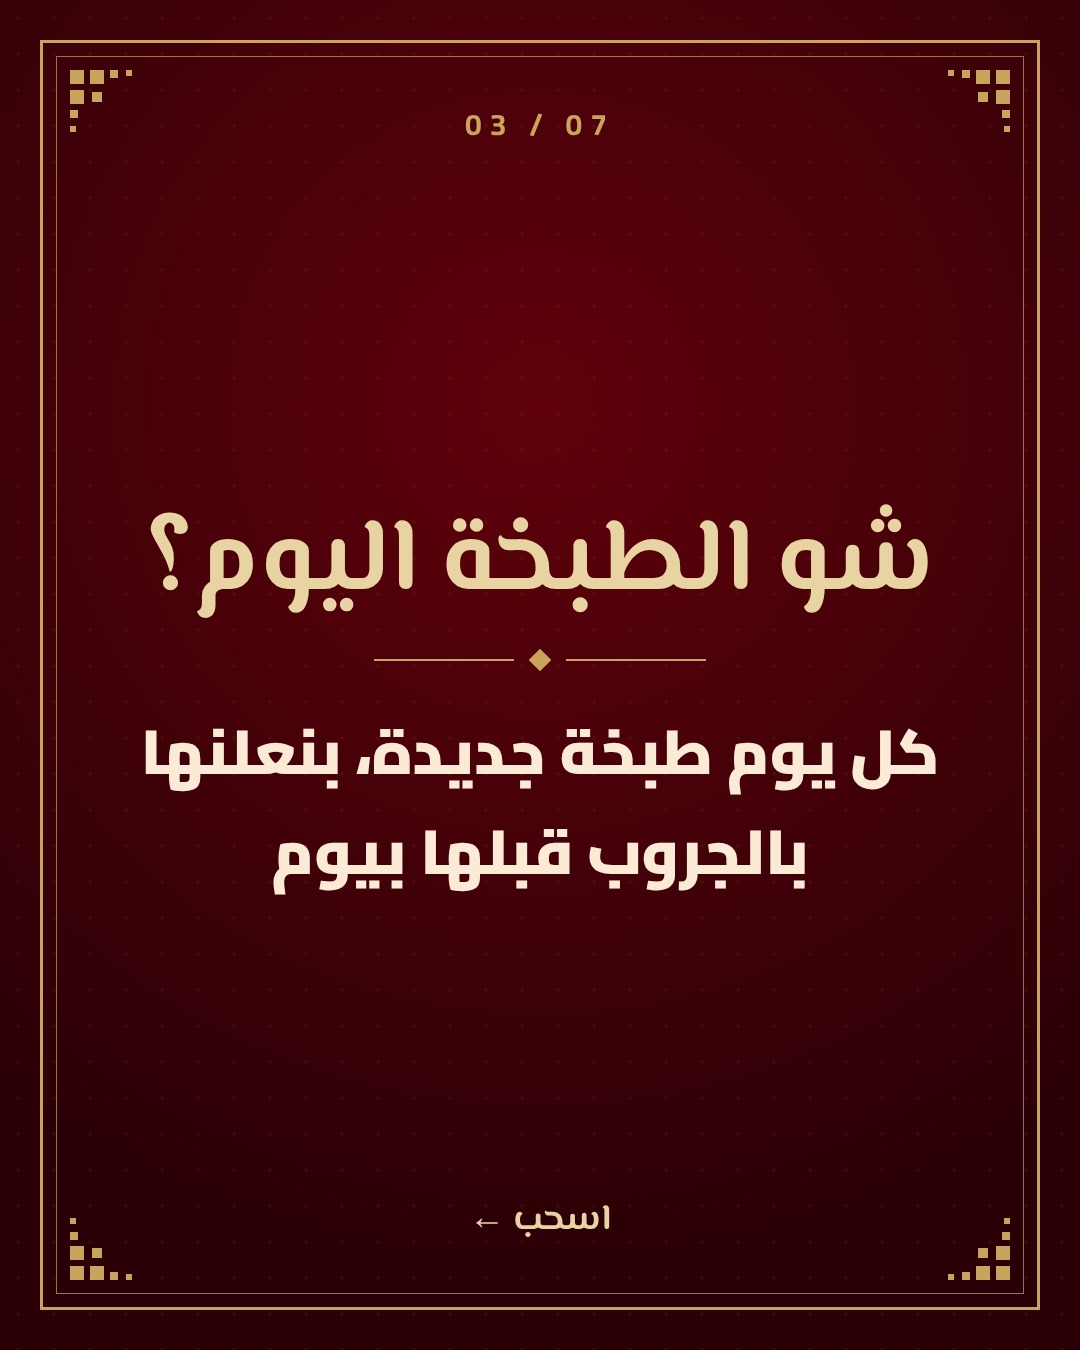 03 / 07
شو الطبخة اليوم؟
كل يوم طبخة جديدة، بنعلنها
بالجروب قبلها بيوم
اسحب ←